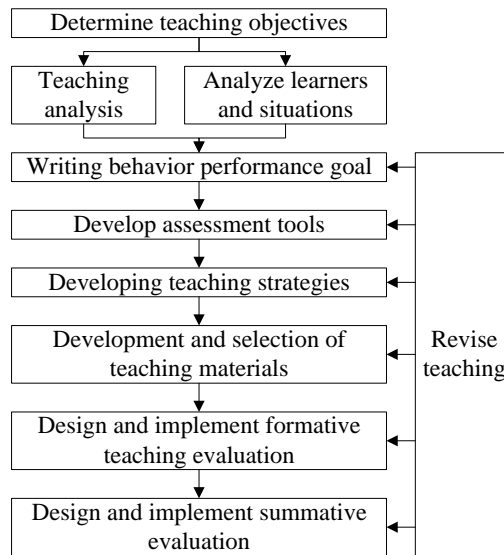 Determine teaching objectives
Teaching
analysis
Analyze learners
and situations
Writing behavior performance goal
Develop assessment tools
Developing teaching strategies
Development and selection of
teaching materials
Revise
teaching
Design and implement formative
teaching evaluation
Design and implement summative
evaluation